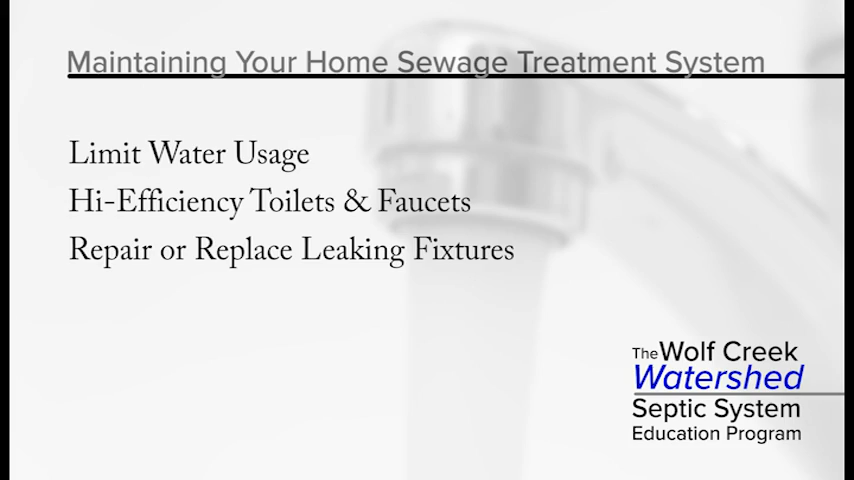 Maintaining Your Home Sewage Treatment System
Limit Water Usage
Hi-Efficiency Toilets & Faucets
Repair or Replace Leaking Fixtures
The Wolf Creek
Watershed
Septic System
Education Program